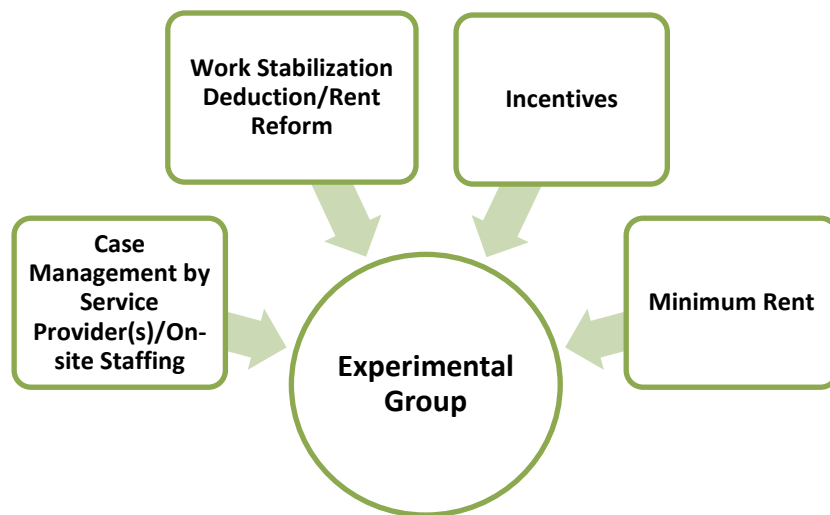 Work Stabilization
Deduction/Rent
Reform
Incentives
Case
Management by
Service
Provider(s)/On-
site Staffing
Minimum Rent
Experimental
Group